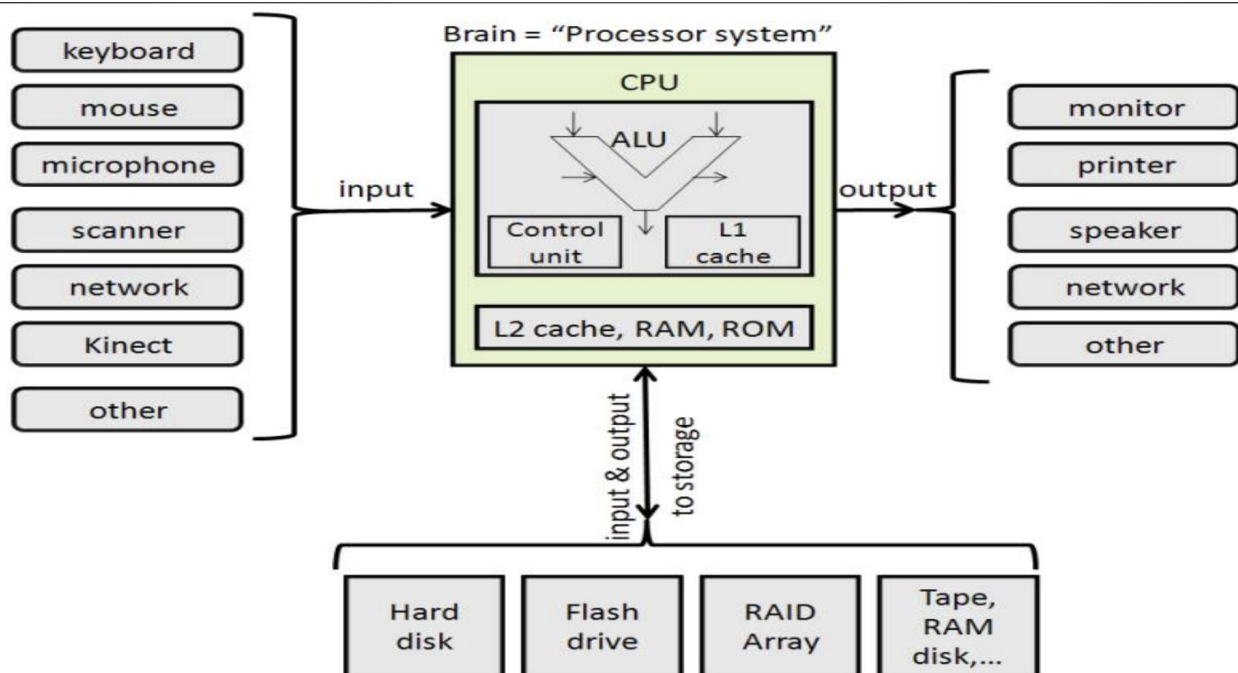 Brain = “Processor system”
keyboard
mouse
microphone
scanner
network
Kinect
other
input
CPU
ALU
Control
unit
L1
cache
L2 cache, RAM, ROM
output
monitor
printer
speaker
network
other
input & output
to storage
Hard
disk
Flash
drive
RAID
Array
Tape,
RAM
disk,...